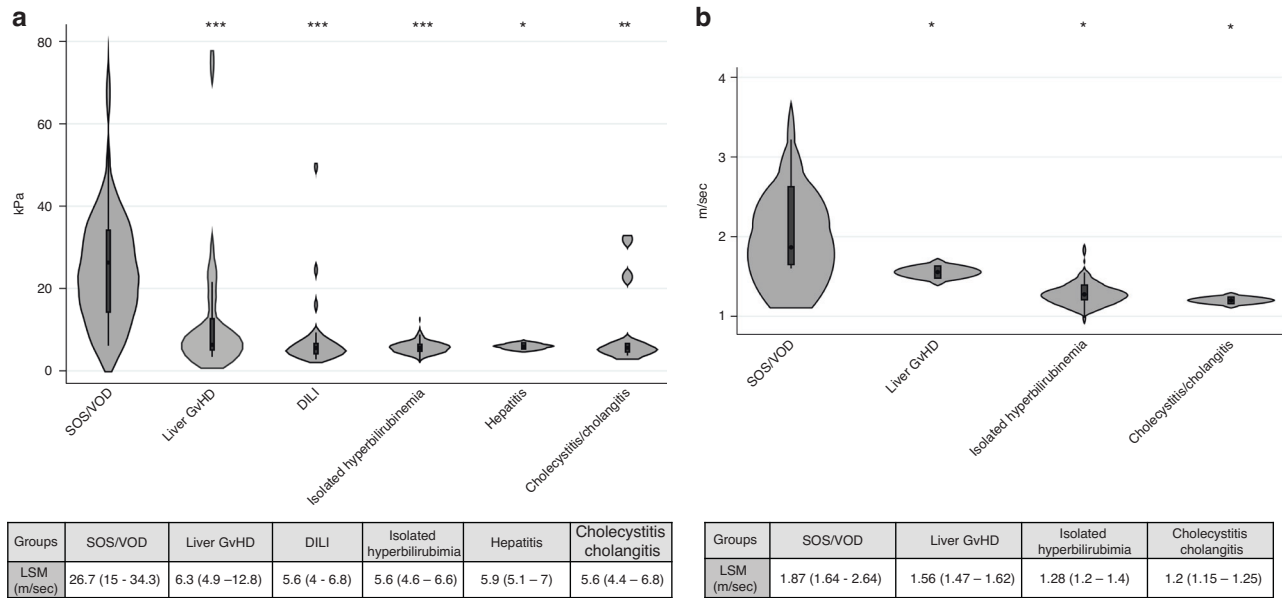 a
*** *** *** * **
80
60
40
20
0
kPa
SOS/VOD
Liver GvHD
DILI
Isolated hyperbilirubinemia
Hepatitis
Cholecystitis/cholangitis
Groups SOS/VOD Liver GvHD DILI Isolated hyperbilirubimia Hepatitis Cholecystitis cholangitis
LSM (m/sec) 26.7 (15 - 34.3) 6.3 (4.9 –12.8) 5.6 (4 - 6.8) 5.6 (4.6 – 6.6) 5.9 (5.1 – 7) 5.6 (4.4 – 6.8)
b
* * *
4
3
2
1
m/sec
SOS/VOD
Liver GvHD
Isolated hyperbilirubinemia
Cholecystitis/cholangitis
Groups SOS/VOD Liver GvHD Isolated hyperbilirubimia Cholecystitis cholangitis
LSM (m/sec) 1.87 (1.64 - 2.64) 1.56 (1.47 – 1.62) 1.28 (1.2 – 1.4) 1.2 (1.15 – 1.25)